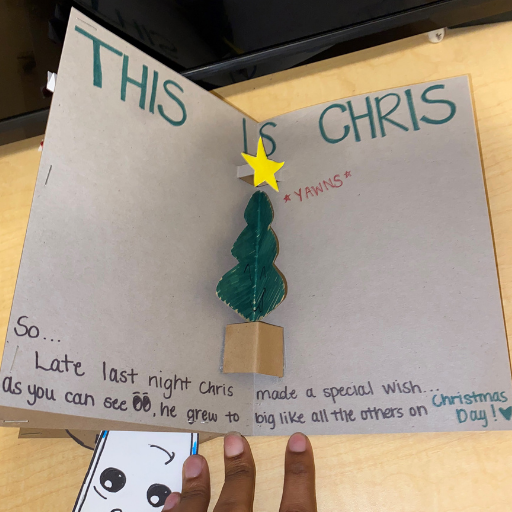 THIS IS CHRIS
*YAWNS*
So...
Late last night Chris made a special wish...
as you can see, he grew to big like all the others on Christmas Day!